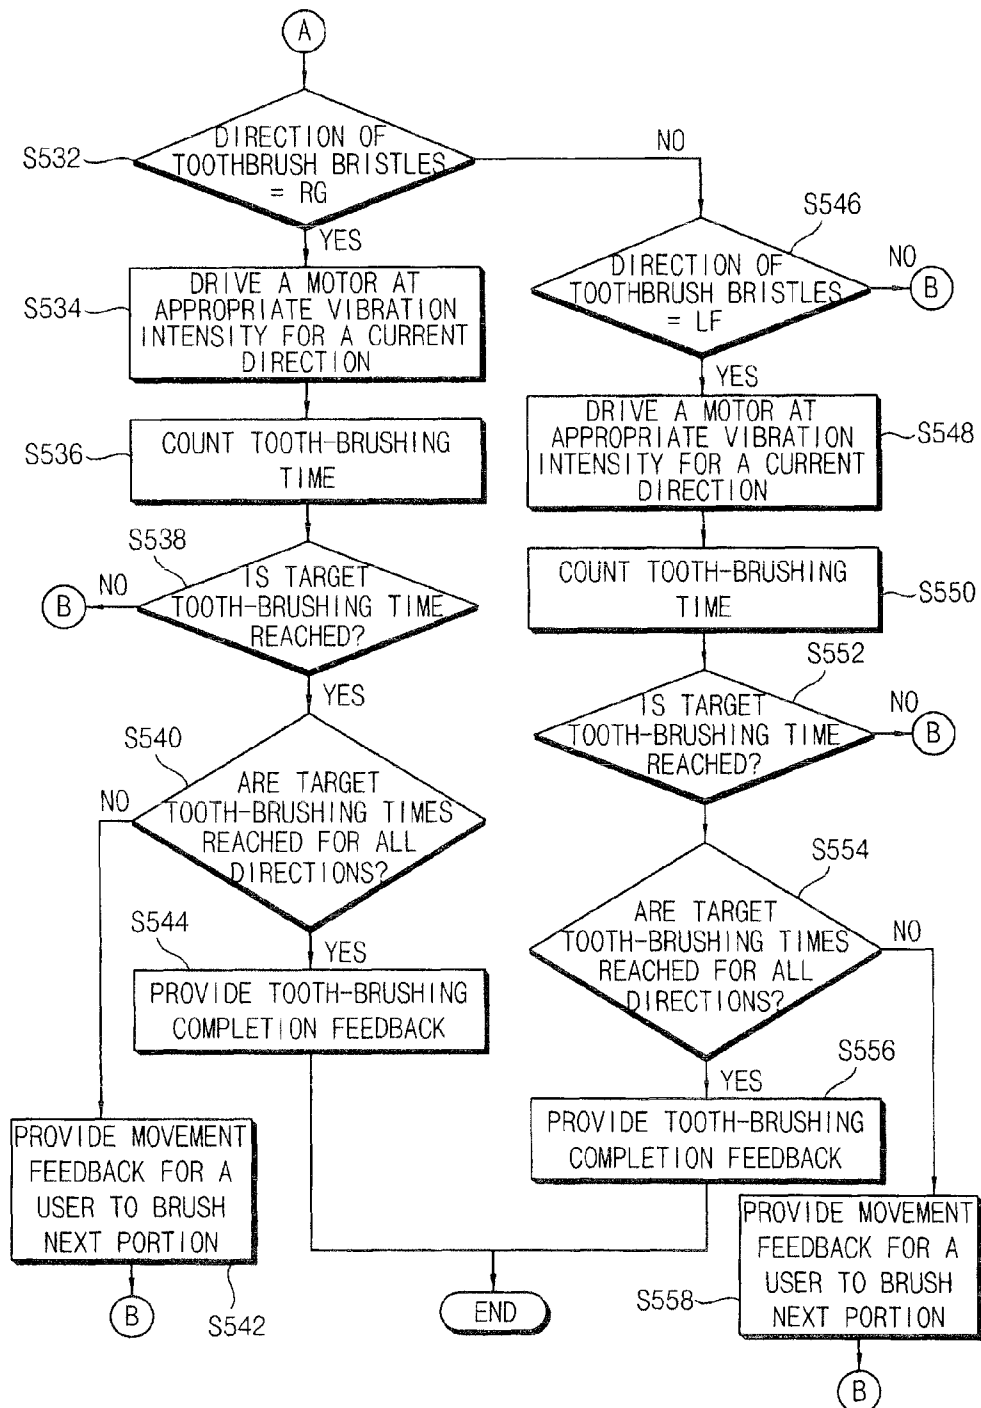 A
DIRECTION OF
TOOTHBRUSH BRISTLES
= RG
S532
NO
YES
DRIVE A MOTOR AT
APPROPRIATE VIBRATION
INTENSITY FOR A CURRENT
DIRECTION
S534
COUNT TOOTH-BRUSHING
TIME
S536
S538
IS TARGET
TOOTH-BRUSHING TIME
REACHED?
NO
B
YES
S540
ARE TARGET
TOOTH-BRUSHING TIMES
REACHED FOR ALL
DIRECTIONS?
NO
S544
YES
PROVIDE TOOTH-BRUSHING
COMPLETION FEEDBACK
PROVIDE MOVEMENT
FEEDBACK FOR A
USER TO BRUSH
NEXT PORTION
S542
B
S546
DIRECTION OF
TOOTHBRUSH BRISTLES
= LF
NO
B
YES
DRIVE A MOTOR AT
APPROPRIATE VIBRATION
INTENSITY FOR A CURRENT
DIRECTION
S548
COUNT TOOTH-BRUSHING
TIME
S550
S552
IS TARGET
TOOTH-BRUSHING TIME
REACHED?
NO
B
S554
ARE TARGET
TOOTH-BRUSHING TIMES
REACHED FOR ALL
DIRECTIONS?
NO
YES
S556
PROVIDE TOOTH-BRUSHING
COMPLETION FEEDBACK
PROVIDE MOVEMENT
FEEDBACK FOR A
USER TO BRUSH
NEXT PORTION
S558
B
END